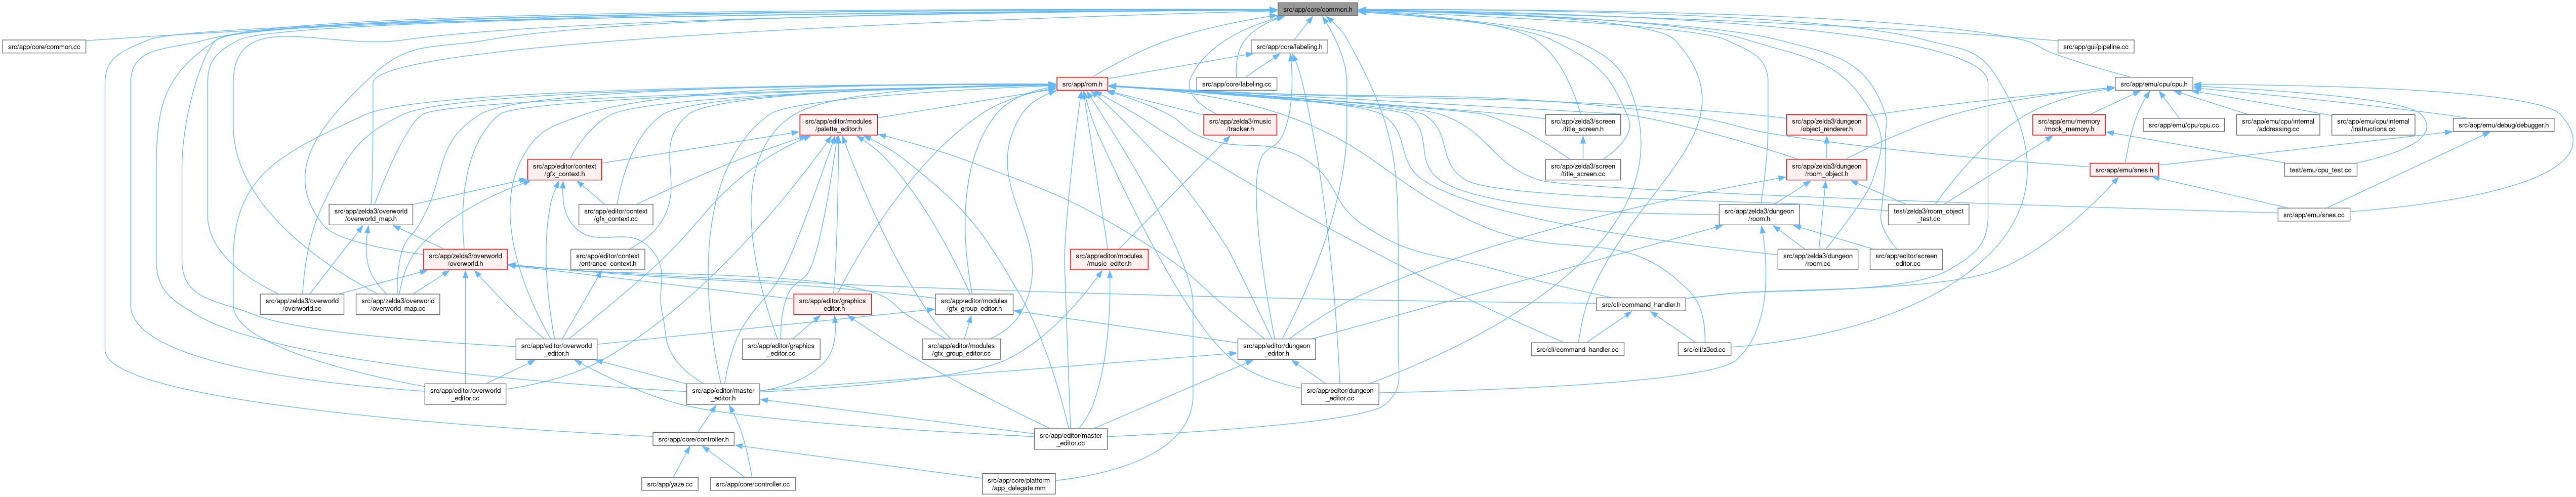 src/app/core/common.h
src/app/core/common.cc
src/app/core/labeling.h
src/app/gui/pipeline.cc
src/app/rom.h
src/app/core/labeling.cc
src/app/emu/cpu/cpu.h
src/app/editor/modules
/palette_editor.h
src/app/zelda3/music
/tracker.h
src/app/zelda3/screen
/title_screen.h
src/app/zelda3/dungeon
/object_renderer.h
src/app/emu/memory
/mock_memory.h
src/app/emu/cpu/cpu.cc
src/app/emu/cpu/internal
/addressing.cc
src/app/emu/cpu/internal
/instructions.cc
src/app/emu/debug/debugger.h
src/app/editor/context
/gfx_context.h
src/app/zelda3/screen
/title_screen.cc
src/app/zelda3/dungeon
/room_object.h
src/app/emu/snes.h
test/emu/cpu_test.cc
src/app/zelda3/overworld
/overworld_map.h
src/app/editor/context
/gfx_context.cc
src/app/zelda3/dungeon
/room.h
test/zelda3/room_object
_test.cc
src/app/emu/snes.cc
src/app/zelda3/overworld
/overworld.h
src/app/editor/context
/entrance_context.h
src/app/editor/modules
/music_editor.h
src/app/zelda3/dungeon
/room.cc
src/app/editor/screen
_editor.cc
src/app/zelda3/overworld
/overworld.cc
src/app/zelda3/overworld
/overworld_map.cc
src/app/editor/graphics
_editor.h
src/app/editor/modules
/gfx_group_editor.h
src/cli/command_handler.h
src/app/editor/overworld
_editor.h
src/app/editor/graphics
_editor.cc
src/app/editor/modules
/gfx_group_editor.cc
src/app/editor/dungeon
_editor.h
src/cli/command_handler.cc
src/cli/z3ed.cc
src/app/editor/overworld
_editor.cc
src/app/editor/master
_editor.h
src/app/editor/dungeon
_editor.cc
src/app/core/controller.h
src/app/editor/master
_editor.cc
src/app/yaze.cc
src/app/core/controller.cc
src/app/core/platform
/app_delegate.mm